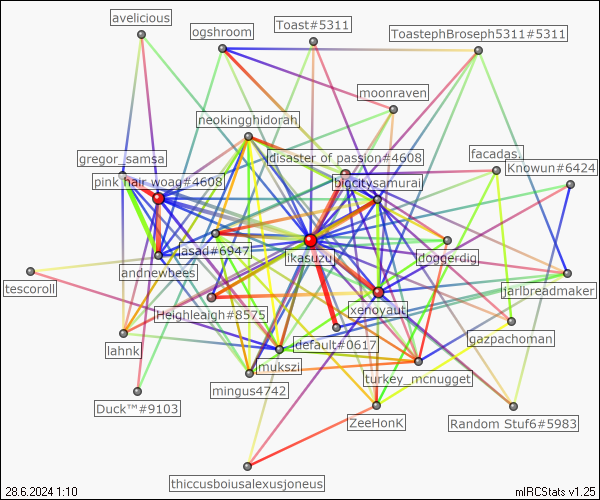 avelicious
ogshroom
Toast#5311
ToastephBroseph5311#5311
moonraven
neokingghidorah
gregor_samsa
disaster of passion#4608
facadas.
Knowun#6424
pink hair woag#4608
bigcitysamurai
asad#6947
likasuzu
doggerdig
andnewbees
tescoroll
jarlbreadmaker
Heighleaigh#8575
xenoyaut
lahnk
default#0617
gazpachoman
mukszi
mingus4742
turkey_mcnugget
Duck™#9103
ZeeHonK
Random Stuf6#5983
thiccusboiusalexusjoneus
28.6.2024 1:10
mIRCStats v1.25